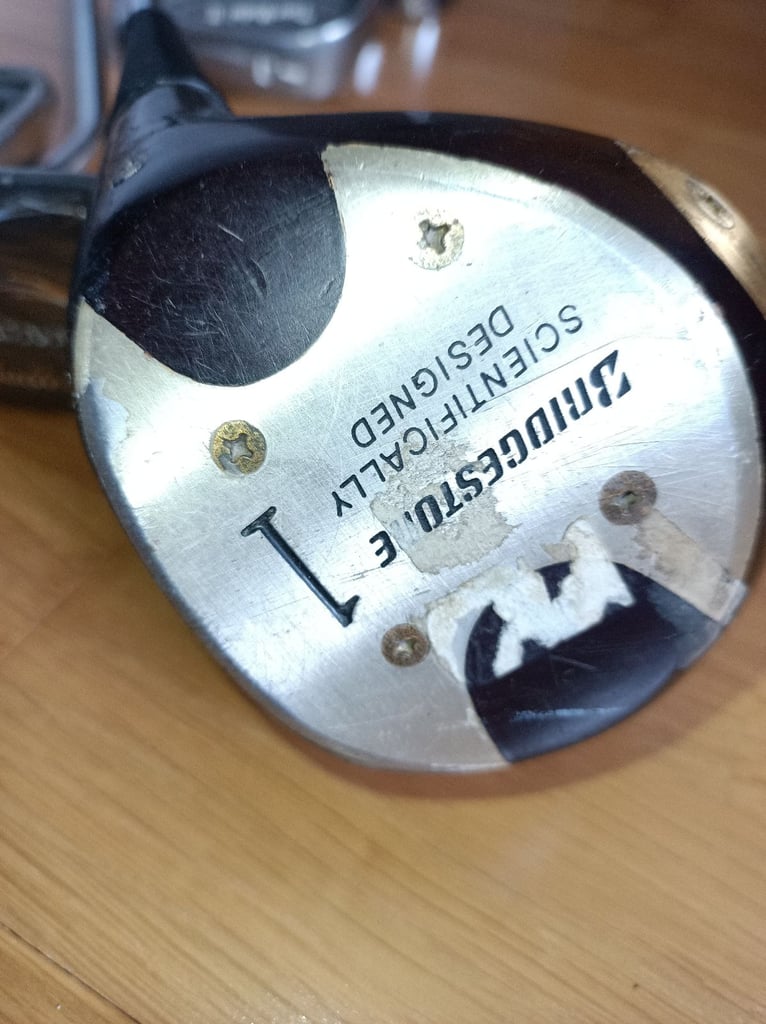 BRIDGESTONE
SCIENTIFICALLY
DESIGNED
1